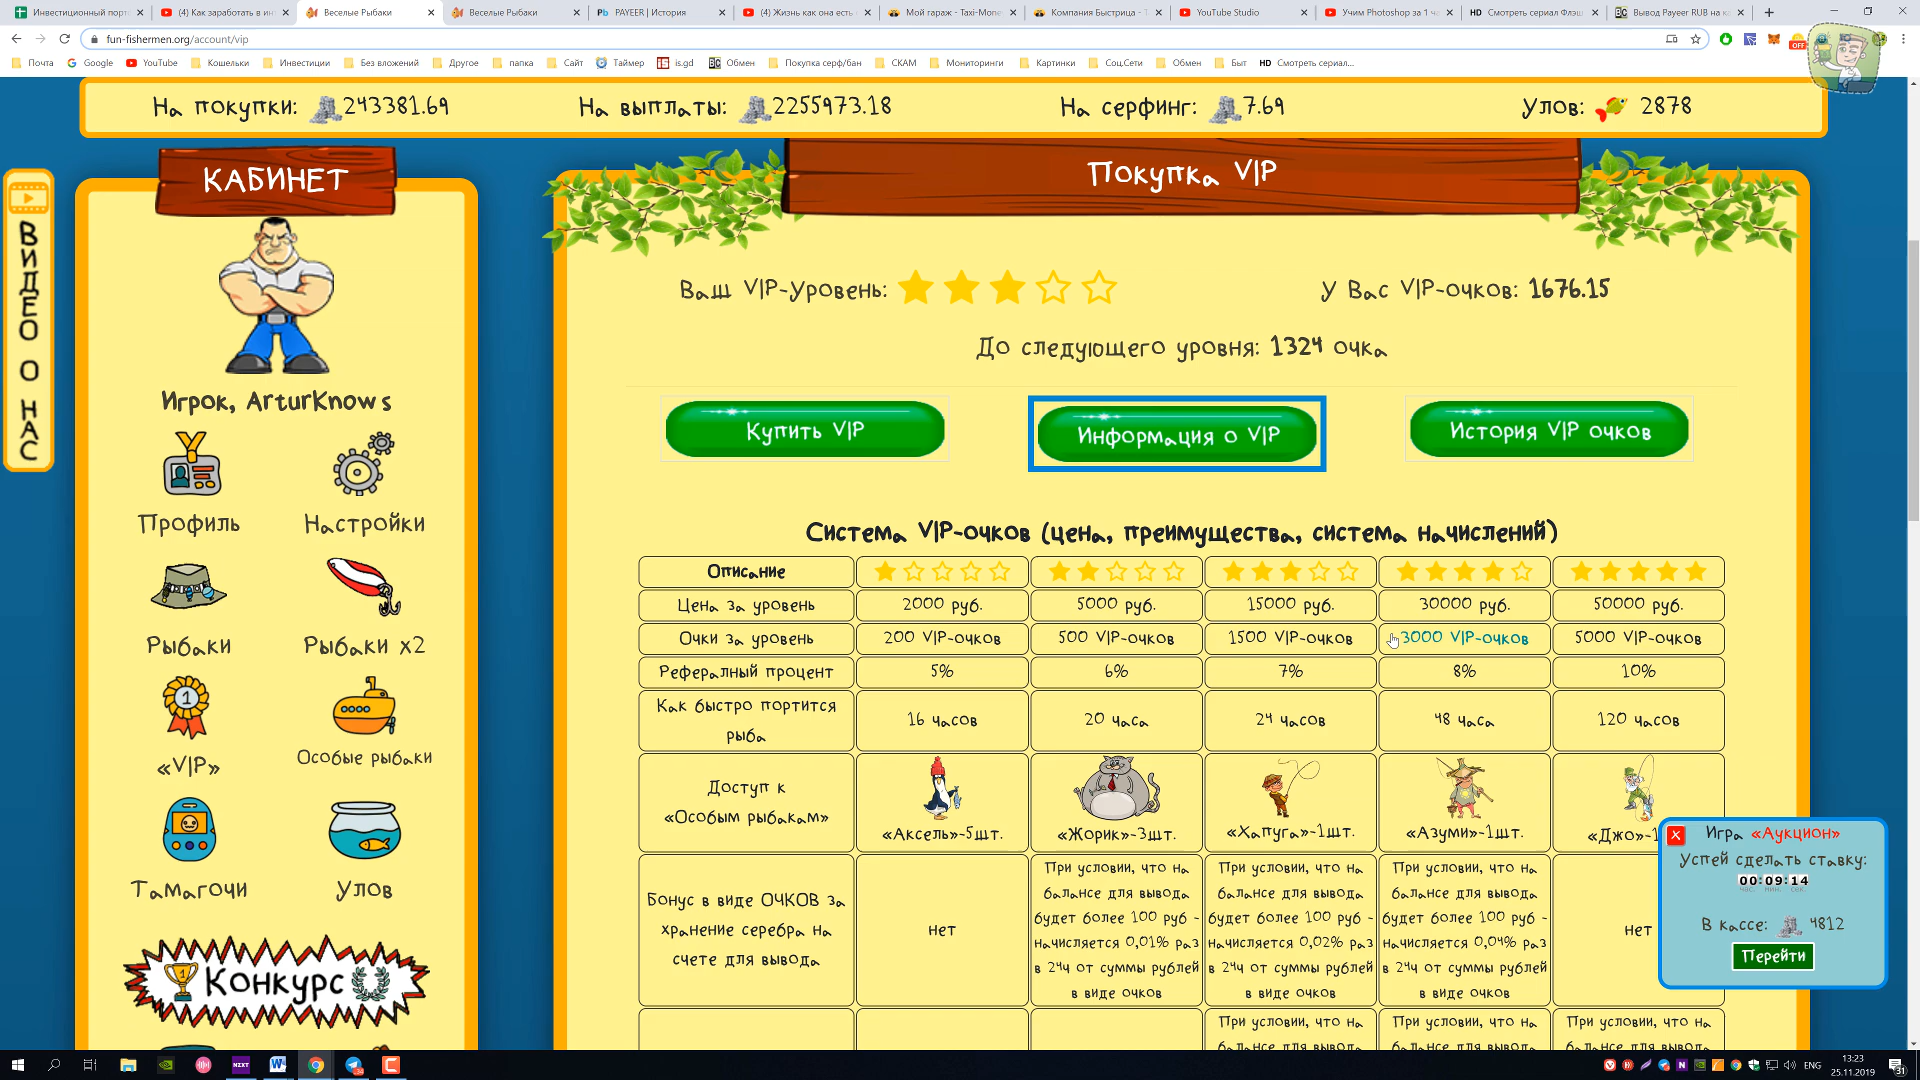 Инвестиционный порт
(4) Как заработать в ин
Веселые Рыбаки
Веселые Рыбаки
PAYEER | История
(4) Жизнь как она есть
Мой гараж - Taxi-Mone
Компания Быстрица - T
YouTube Studio
Учим Photoshop за 1 ч
HD Смотреть сериал Флэш
Вывод Payeer RUB на к
fun-fishermen.org/account/vip
Почта
Google
YouTube
Кошельки
Инвестиции
Без вложений
Другое
папка
Сайт
Таймер
is.gd
Обмен
Покупка серф/бан
СКАМ
Мониторинги
Картинки
Соц.Сети
Обмен
Быт
HD Смотреть сериал...
На покупки: 243381.69
На выплаты: 2255973.18
На серфинг: 7.69
Улов: 2878
ВИДЕО О НАС
КАБИНЕТ
Игрок, ArturKnows
Профиль
Настройки
Рыбаки
Рыбаки х2
«VIP»
Особые рыбаки
Тамагочи
Улов
Конкурс
Покупка VIP
Ваш VIP-Уровень:
У Вас VIP-очков: 1676.15
До следующего уровня: 1324 очка
Купить VIP
Информация о VIP
История VIP очков
Система VIP-очков (цена, преимущества, систем начислений)
Описание
Цена за уровень 2000 руб. 5000 руб. 15000 руб. 30000 руб. 50000 руб.
Очки за уровень 200 VIP-очков 500 VIP-очков 1500 VIP-очков 3000 VIP-очков 5000 VIP-очков
Рефералный процент 5% 6% 7% 8% 10%
Как быстро портится
рыба
16 часов 20 часа 24 часов 48 часа 120 часов
Доступ к
«Особым рыбакам»
«Аксель»-5шт. «Жорик»-3шт. «Хапуга»-1шт. «Азуми»-1шт. «Джо»-1
Бонус в виде ОЧКОВ за
хранение серебра на
счете для вывода
нет
При условии, что на
балансе для вывода
будет более 100 руб -
начисляется 0,01% раз
в 24ч от суммы рублей
в виде очков
При условии, что на
балансе для вывода
будет более 100 руб -
начисляется 0,02% раз
в 24ч от суммы рублей
в виде очков
При условии, что на
балансе для вывода
будет более 100 руб -
начисляется 0,04% раз
в 24ч от суммы рублей
в виде очков
нет
При условии, что на
балансе для вывода
При условии, что на
балансе для вывода
При условии, что на
балансе для вывода
Игра «Аукцион»
Успей сделать ставку:
00:09:14
В кассе: 4812
Перейти
ENG
13:23
25.11.2019